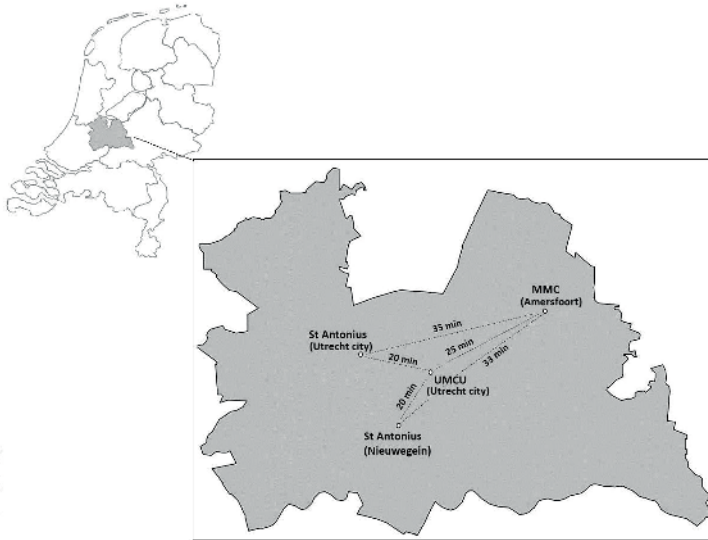 MMC
(Amersfoort)
35 min
St Antonius
(Utrecht city)
25 min
33 min
20 min
UMCU
(Utrecht city)
20 min
St Antonius
(Nieuwegein)